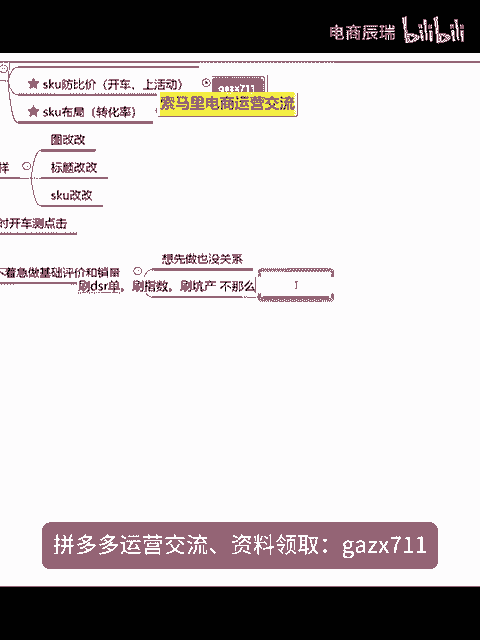 电商辰瑞 bilibili
sku防比价（开车、上活动）
gazx711
索马里电商运营交流
sku布局（转化率）
图改改
样
标题改改
sku改改
时开车测点击
想先做也没关系
不着急做基础评价和销量
刷dsr单，刷指数，刷坑产 不那么
拼多多运营交流、资料领取：gazx711